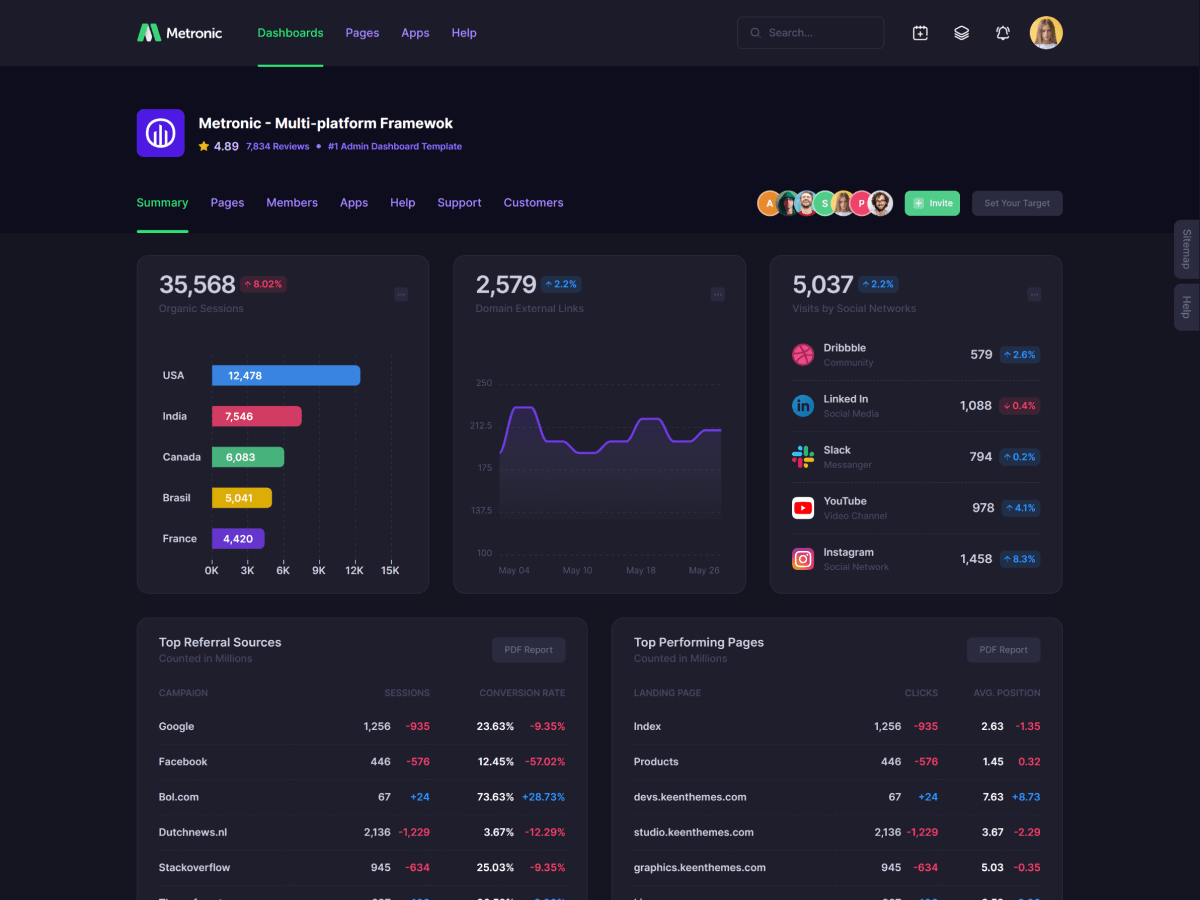 Metronic Dashboards Pages Apps Help Search...
Metronic - Multi-platform Framewok
4.89 7,834 Reviews • #1 Admin Dashboard Template
Summary Pages Members Apps Help Support Customers A S P Invite Set Your Target
Sitemap
Help
35,568 8.02%
Organic Sessions
USA 12,478
India 7,546
Canada 6,083
Brasil 5,041
France 4,420
0K 3K 6K 9K 12K 15K
2,579 2.2%
Domain External Links
250
212.5
175
137.5
100
May 04 May 10 May 18 May 26
5,037 2.2%
Visits by Social Networks
Dribbble
Community
579 2.6%
Linked In
Social Media
1,088 0.4%
Slack
Messanger
794 0.2%
YouTube
Video Channel
978 4.1%
Instagram
Social Network
1,458 8.3%
Top Referral Sources
Counted in Millions
PDF Report
CAMPAIGN SESSIONS CONVERSION RATE
Google 1,256 -935 23.63% -9.35%
Facebook 446 -576 12.45% -57.02%
Bol.com 67 +24 73.63% +28.73%
Dutchnews.nl 2,136 -1,229 3.67% -12.29%
Stackoverflow 945 -634 25.03% -9.35%
Top Performing Pages
Counted in Millions
PDF Report
LANDING PAGE CLICKS AVG. POSITION
Index 1,256 -935 2.63 -1.35
Products 446 -576 1.45 0.32
devs.keenthemes.com 67 +24 7.63 +8.73
studio.keenthemes.com 2,136 -1,229 3.67 -2.29
graphics.keenthemes.com 945 -634 5.03 -0.35